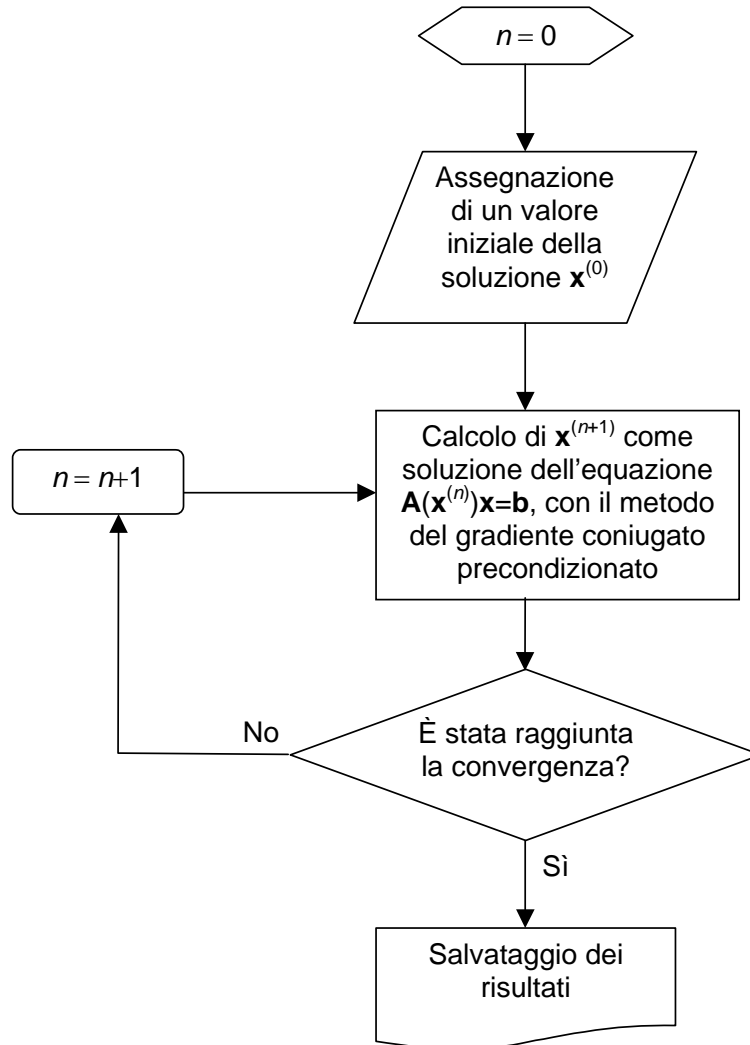 n = 0
Assegnazione
di un valore
iniziale della
soluzione x⁽⁰⁾
Calcolo di x⁽ⁿ⁺¹⁾ come
soluzione dell'equazione
A(x⁽ⁿ⁾)x=b, con il metodo
del gradiente coniugato
precondizionato
n = n+1
È stata raggiunta
la convergenza?
No
Sì
Salvataggio dei
risultati